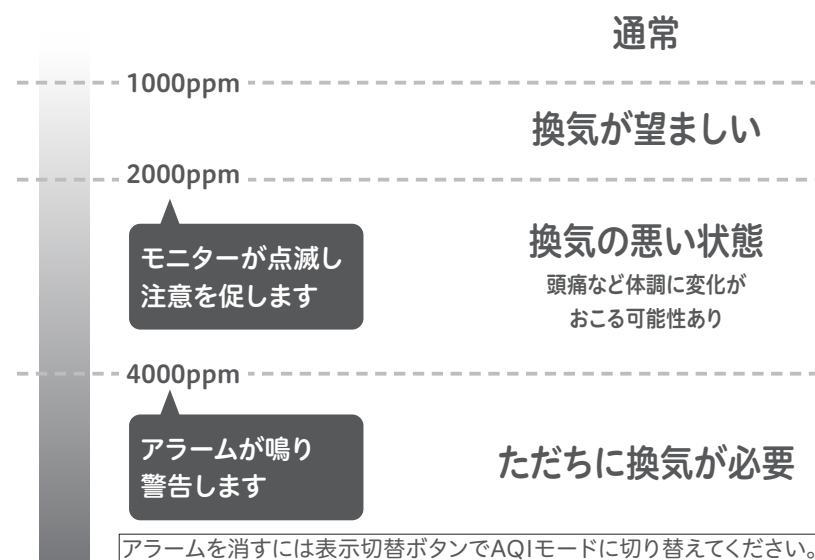 通常
1000ppm
換気が望ましい
2000ppm
モニターが点滅し
注意を促します
換気の悪い状態
頭痛など体調に変化が
おこる可能性あり
4000ppm
アラームが鳴り
警告します
ただちに換気が必要
アラームを消すには表示切替ボタンでAQIモードに切り替えてください。